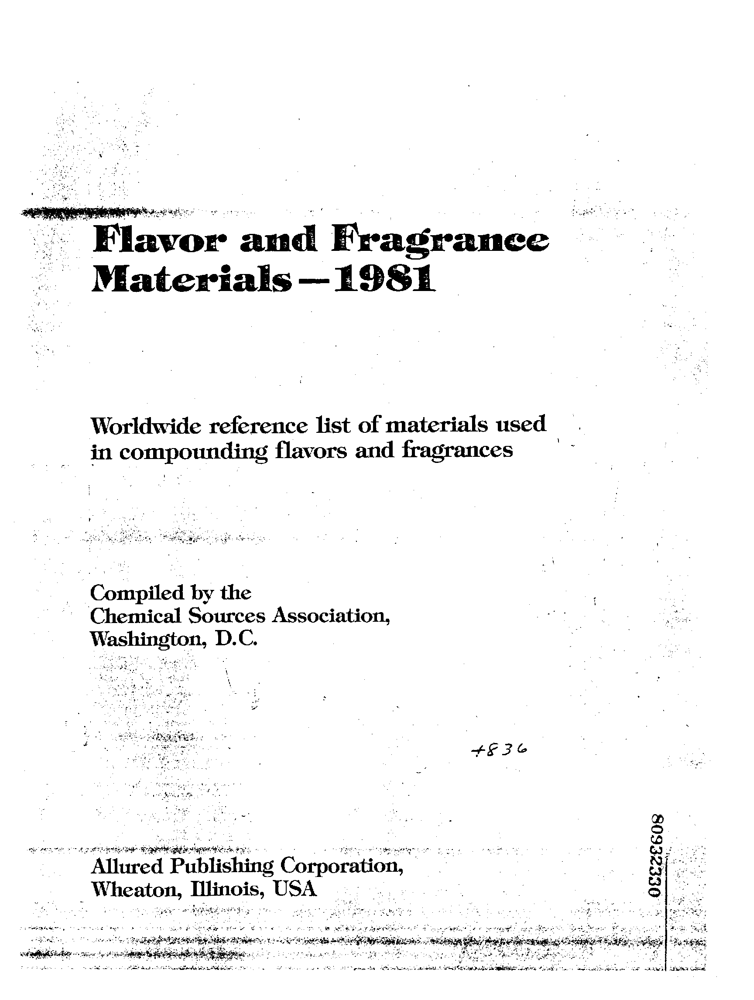 Flavor and Fragrance
Materials—1981
Worldwide reference list of materials used
in compounding flavors and fragrances
Compiled by the
Chemical Sources Association,
Washington, D.C.
+836
Allured Publishing Corporation,
Wheaton, Illinois, USA
80932330